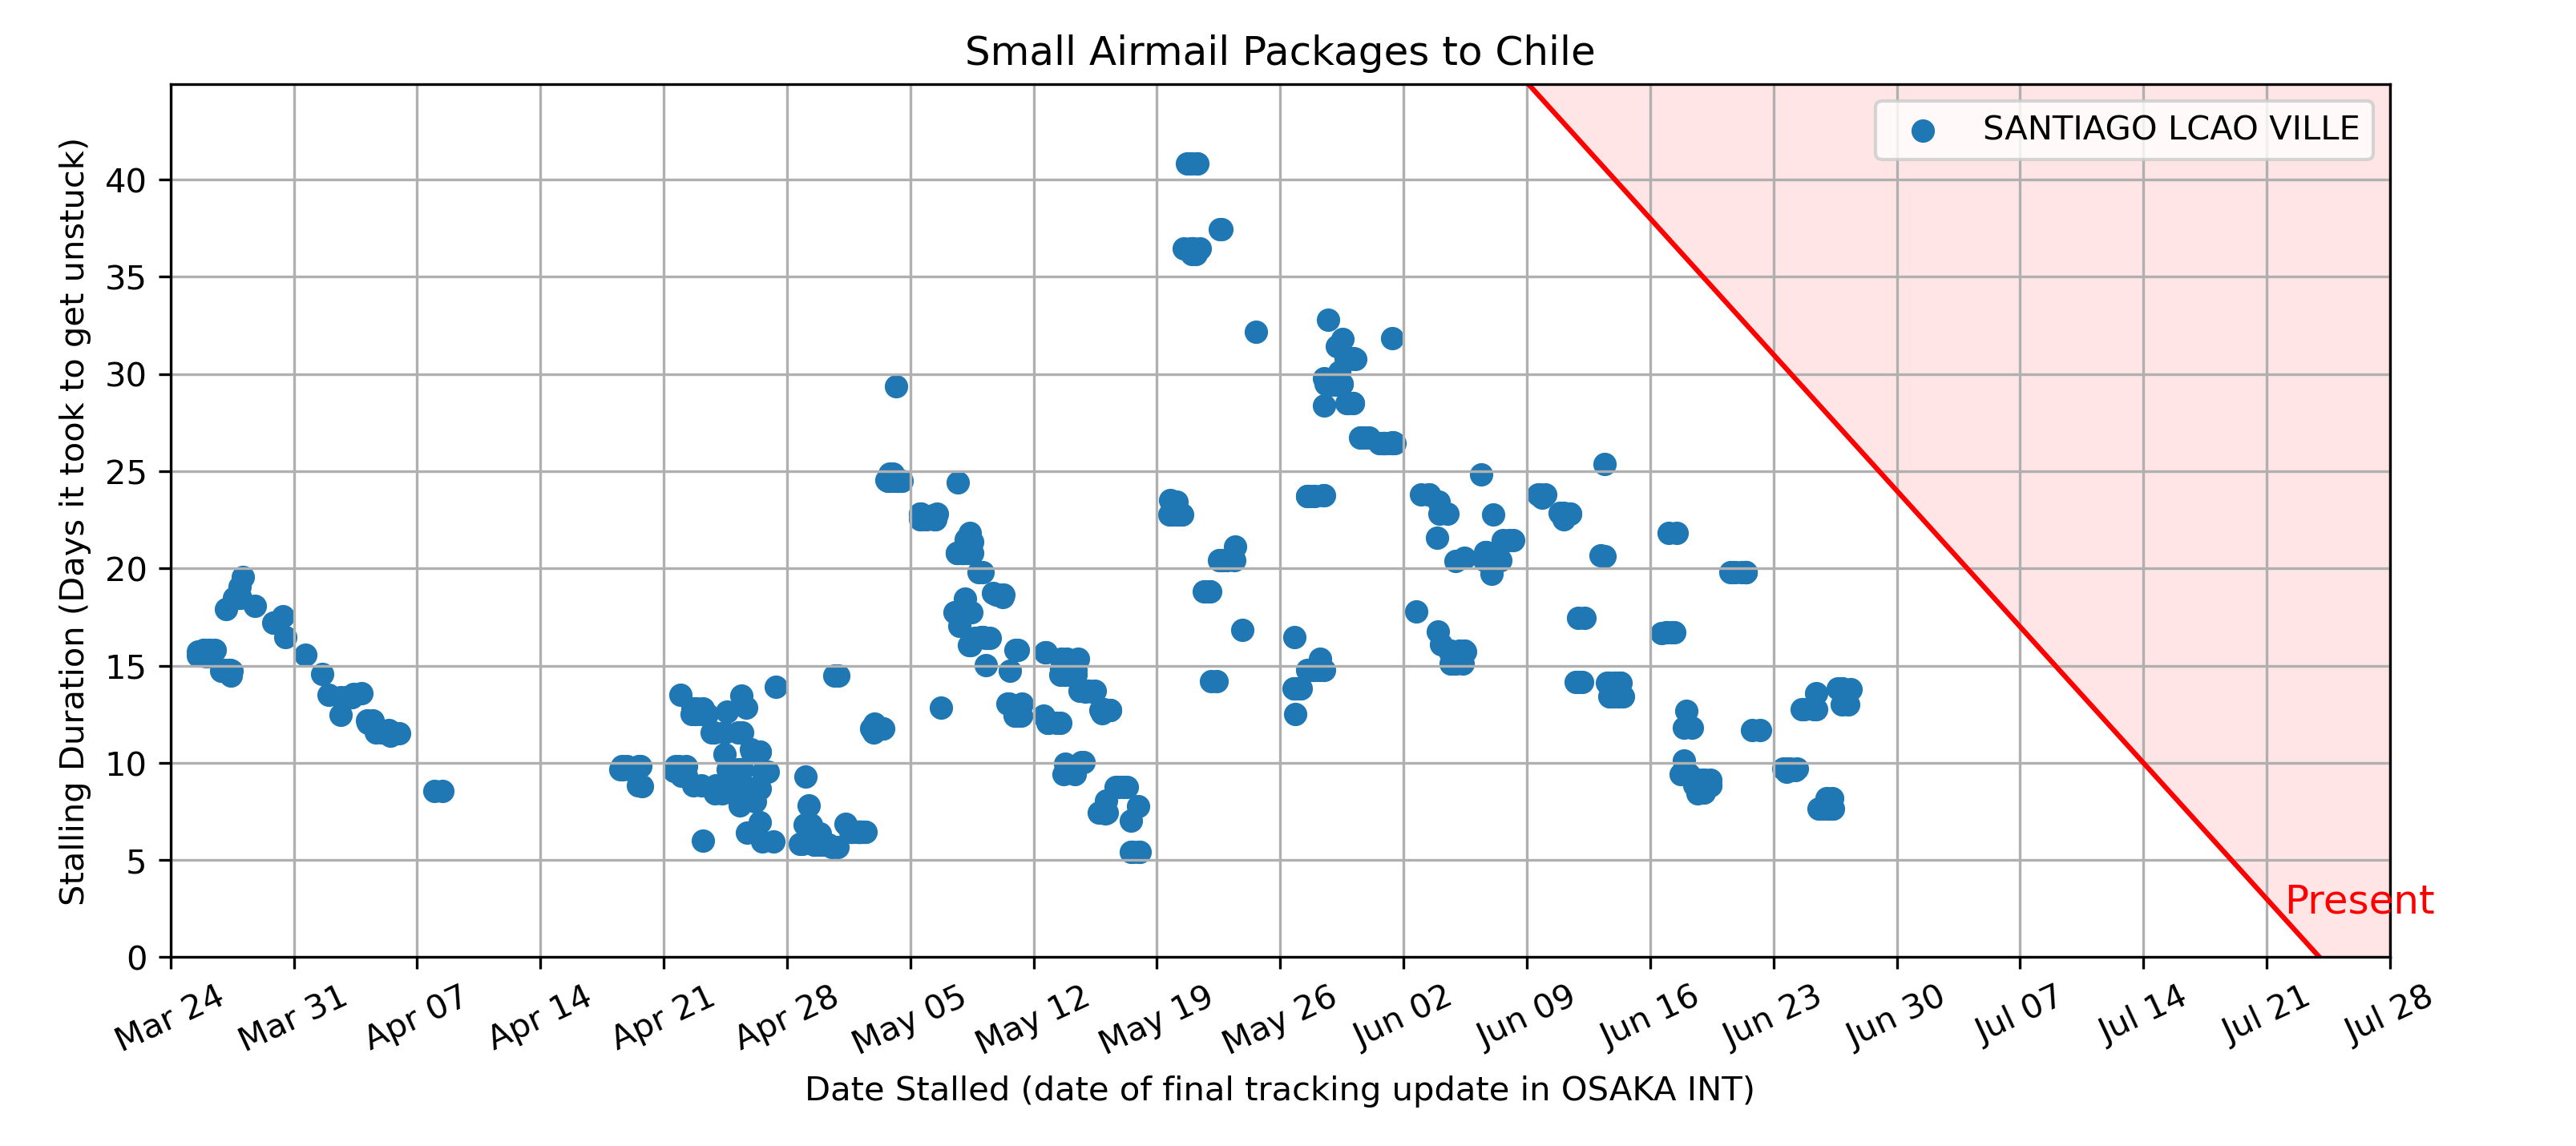 Small Airmail Packages to Chile
SANTIAGO LCAO VILLE
Stalling Duration (Days it took to get unstuck)
40
35
30
25
20
15
10
5
0
Present
Mar 24
Mar 31
Apr 07
Apr 14
Apr 21
Apr 28
May 05
May 12
May 19
May 26
Jun 02
Jun 09
Jun 16
Jun 23
Jun 30
Jul 07
Jul 14
Jul 21
Jul 28
Date Stalled (date of final tracking update in OSAKA INT)